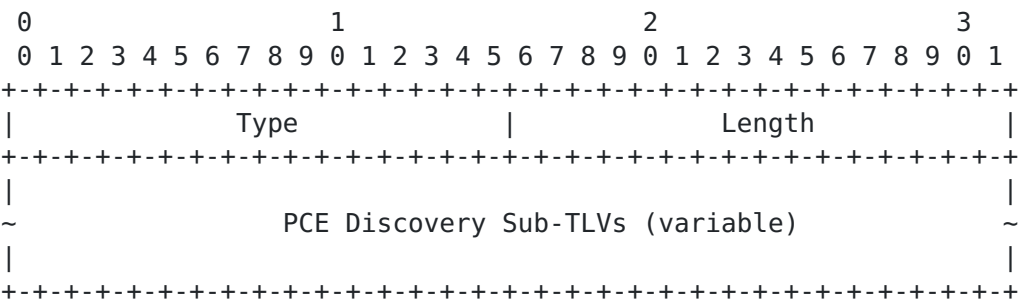 0                   1                   2                   3
 0 1 2 3 4 5 6 7 8 9 0 1 2 3 4 5 6 7 8 9 0 1 2 3 4 5 6 7 8 9 0 1
+-+-+-+-+-+-+-+-+-+-+-+-+-+-+-+-+-+-+-+-+-+-+-+-+-+-+-+-+-+-+-+-+
|              Type             |             Length            |
+-+-+-+-+-+-+-+-+-+-+-+-+-+-+-+-+-+-+-+-+-+-+-+-+-+-+-+-+-+-+-+-+
|                                                               |
~                 PCE Discovery Sub-TLVs (variable)             ~
|                                                               |
+-+-+-+-+-+-+-+-+-+-+-+-+-+-+-+-+-+-+-+-+-+-+-+-+-+-+-+-+-+-+-+-+